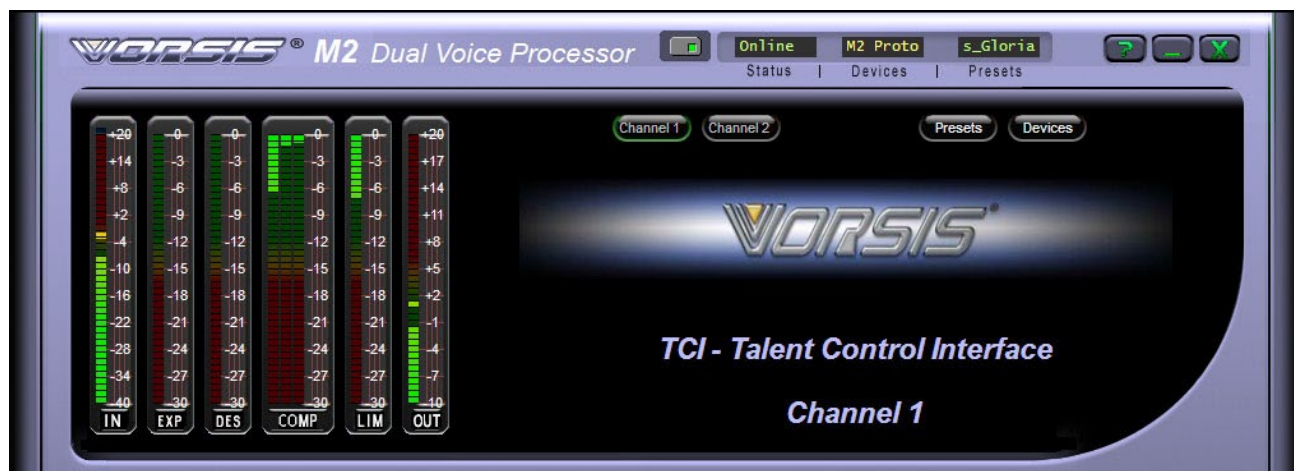 VORSIS® M2 Dual Voice Processor
Online M2 Proto s_Gloria
Status | Devices | Presets
? _ X
Channel 1 Channel 2 Presets Devices
+20 -0 -0 -0 -0 +20
+14 -3 -3 -3 -3 +17
+8 -6 -6 -6 -6 +14
+2 -9 -9 -9 -9 +11
-4 -12 -12 -12 -12 +8
-10 -15 -15 -15 -15 +5
-16 -18 -18 -18 -18 +2
-22 -21 -21 -21 -21 -1
-28 -24 -24 -24 -24 -4
-34 -27 -27 -27 -27 -7
-40 -30 -30 -30 -30 -10
IN EXP DES COMP LIM OUT
VORSIS
TCI - Talent Control Interface
Channel 1